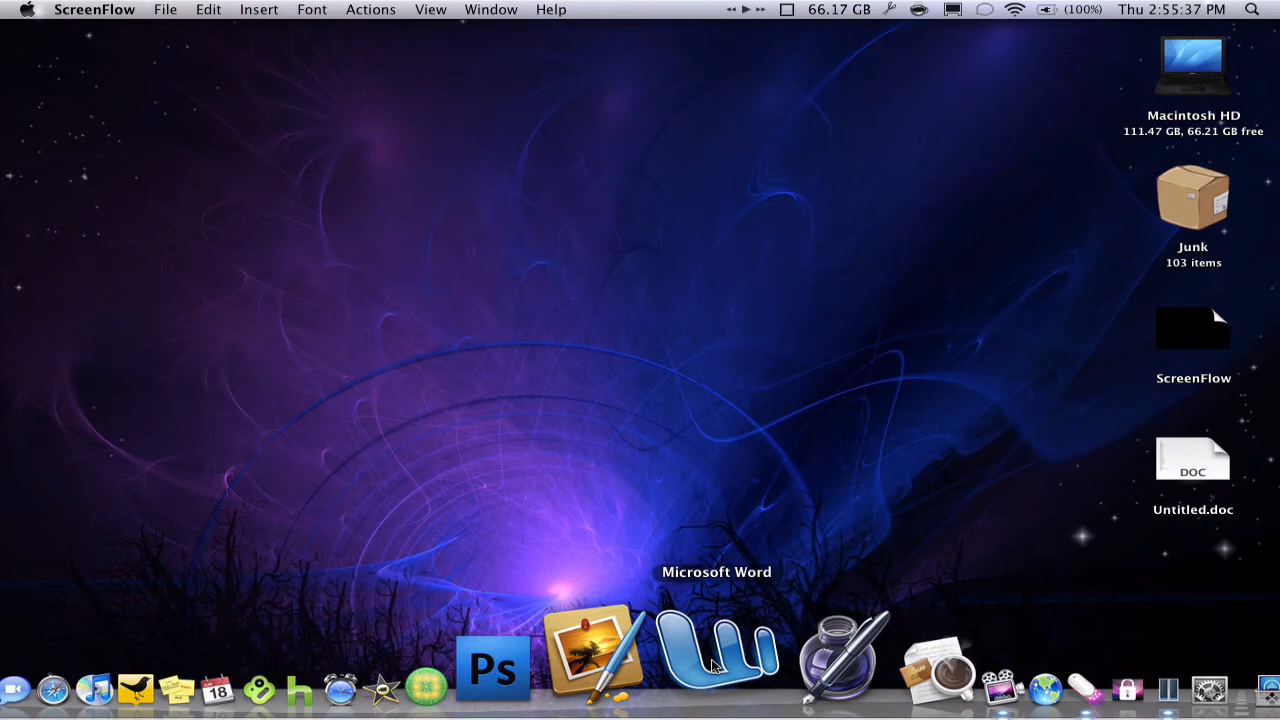 ScreenFlow File Edit Insert Font Actions View Window Help 66.17 GB (100%) Thu 2:55:37 PM
Macintosh HD
111.47 GB, 66.21 GB free
Junk
103 items
ScreenFlow
DOC
Untitled.doc
Microsoft Word
Ps
JUN
18
h